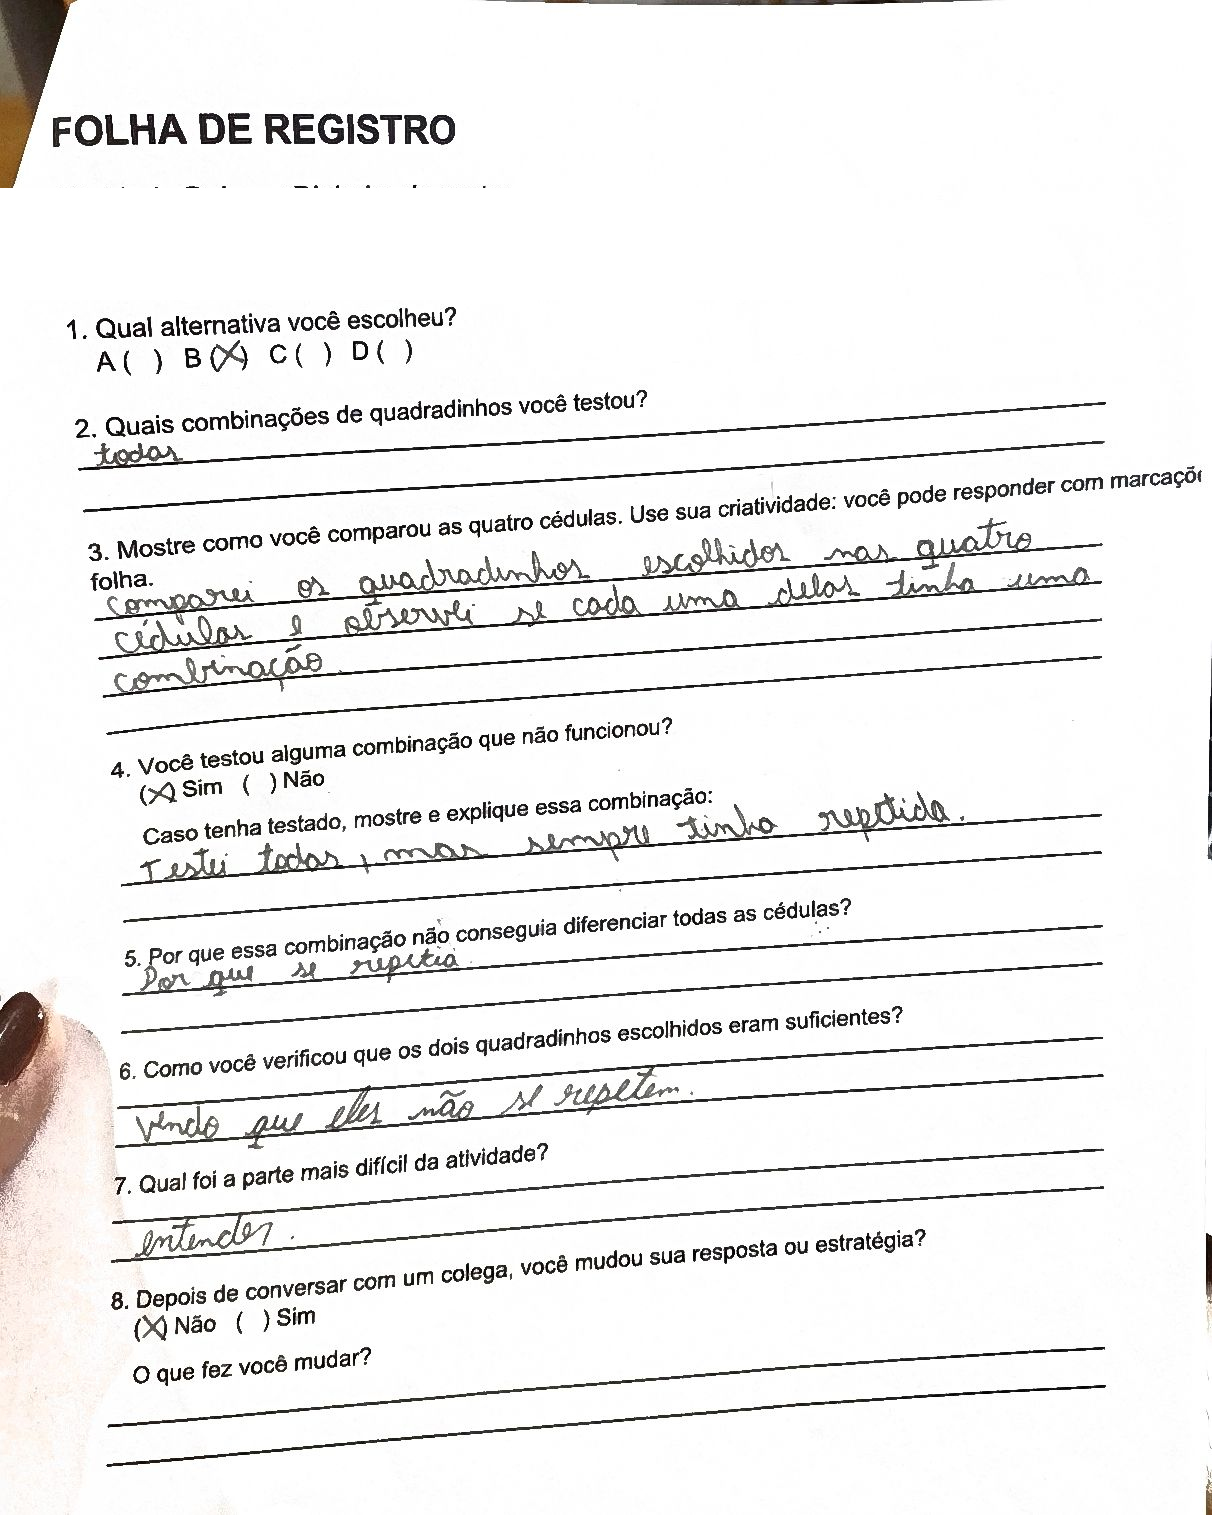 FOLHA DE REGISTRO
1. Qual alternativa você escolheu?
A ( ) B (X) C ( ) D ( )
2. Quais combinações de quadradinhos você testou?
todas
3. Mostre como você comparou as quatro cédulas. Use sua criatividade: você pode responder com
folha.
comparei os quadradinhos escolhidos nas quatro
cédulas e observei se cada uma delas tinha uma
combinação.
4. Você testou alguma combinação que não funcionou?
(X) Sim ( ) Não
Caso tenha testado, mostre e explique essa combinação:
Testei todas, mas sempre tinha repetida.
5. Por que essa combinação não conseguia diferenciar todas as cédulas?
Por que se repetia.
6. Como você verificou que os dois quadradinhos escolhidos eram suficientes?
Vendo que eles não se repetem.
7. Qual foi a parte mais difícil da atividade?
entender.
8. Depois de conversar com um colega, você mudou sua resposta ou estratégia?
(X) Não ( ) Sim
O que fez você mudar?